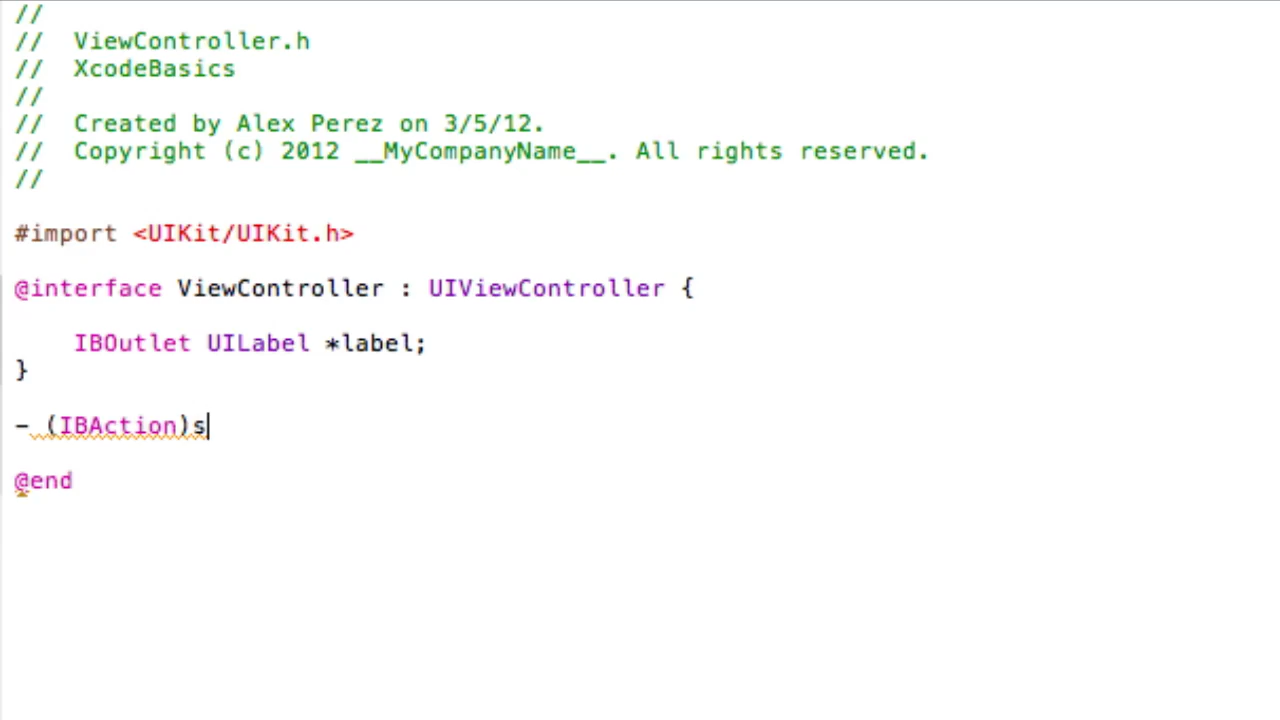 //
//  ViewController.h
//  XcodeBasics
//
//  Created by Alex Perez on 3/5/12.
//  Copyright (c) 2012 __MyCompanyName__. All rights reserved.
//
#import <UIKit/UIKit.h>
@interface ViewController : UIViewController {
    IBOutlet UILabel *label;
}
- (IBAction)s
@end